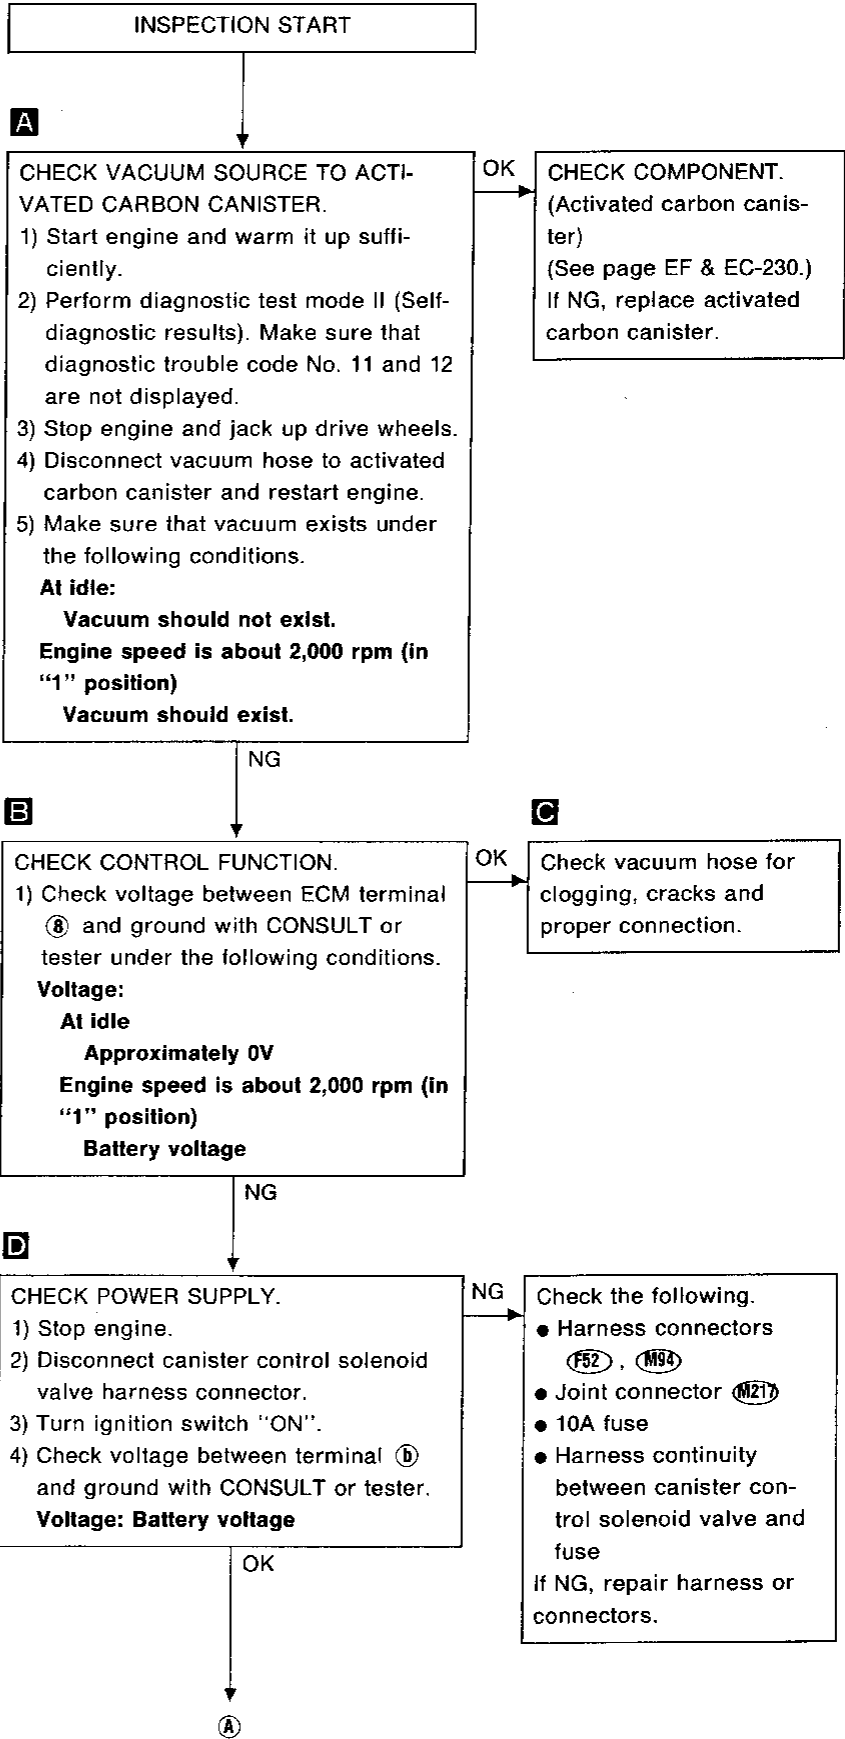 INSPECTION START
A
CHECK VACUUM SOURCE TO ACTI-
VATED CARBON CANISTER.
1) Start engine and warm it up suffi-
ciently.
2) Perform diagnostic test mode II (Self-
diagnostic results). Make sure that
diagnostic trouble code No. 11 and 12
are not displayed.
3) Stop engine and jack up drive wheels.
4) Disconnect vacuum hose to activated
carbon canister and restart engine.
5) Make sure that vacuum exists under
the following conditions.
At idle:
Vacuum should not exist.
Engine speed is about 2,000 rpm (in
“1” position)
Vacuum should exist.
OK
CHECK COMPONENT.
(Activated carbon canis-
ter)
(See page EF & EC-230.)
If NG, replace activated
carbon canister.
NG
B
CHECK CONTROL FUNCTION.
1) Check voltage between ECM terminal
⑧ and ground with CONSULT or
tester under the following conditions.
Voltage:
At idle
Approximately 0V
Engine speed is about 2,000 rpm (in
“1” position)
Battery voltage
OK
C
Check vacuum hose for
clogging, cracks and
proper connection.
NG
D
CHECK POWER SUPPLY.
1) Stop engine.
2) Disconnect canister control solenoid
valve harness connector.
3) Turn ignition switch “ON”.
4) Check voltage between terminal ⓑ
and ground with CONSULT or tester.
Voltage: Battery voltage
NG
Check the following.
● Harness connectors
F52 , M94
● Joint connector M217
● 10A fuse
● Harness continuity
between canister con-
trol solenoid valve and
fuse
If NG, repair harness or
connectors.
OK
Ⓐ